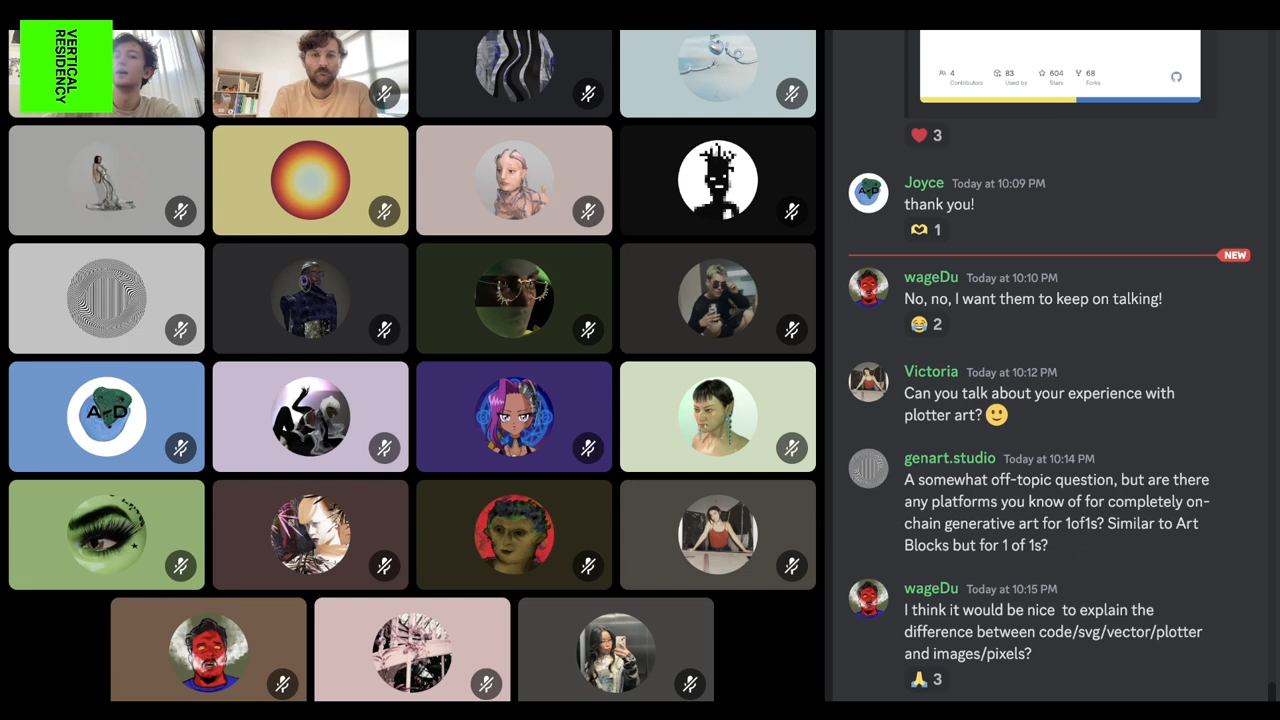 VERTICAL
RESIDENCY
A-D
4
83
604
68
Contributors
Used by
Stars
Forks
3
Joyce Today at 10:09 PM
thank you!
1
NEW
wageDu Today at 10:10 PM
No, no, I want them to keep on talking!
2
Victoria Today at 10:12 PM
Can you talk about your experience with
plotter art?
genart.studio Today at 10:14 PM
A somewhat off-topic question, but are there
any platforms you know of for completely on-
chain generative art for 1of1s? Similar to Art
Blocks but for 1 of 1s?
wageDu Today at 10:15 PM
I think it would be nice to explain the
difference between code/svg/vector/plotter
and images/pixels?
3